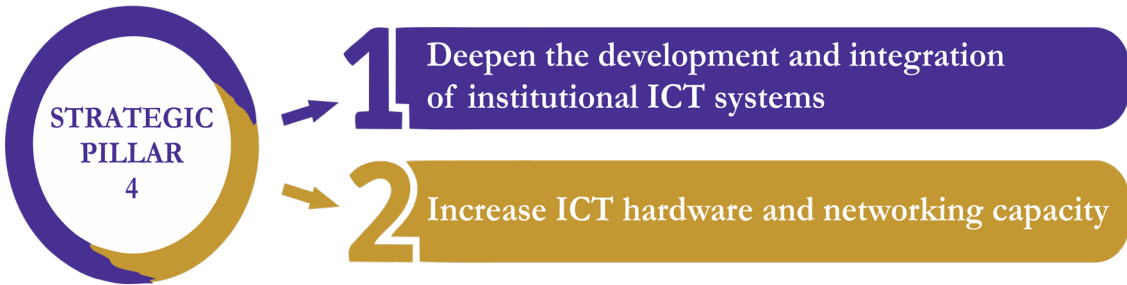 STRATEGIC
PILLAR
4
1
Deepen the development and integration
of institutional ICT systems
2
Increase ICT hardware and networking capacity